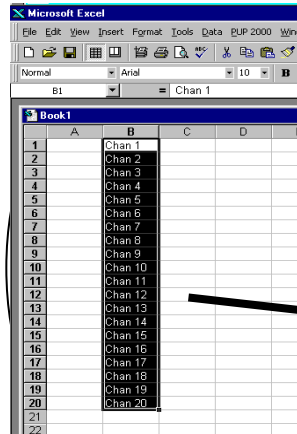 Microsoft Excel
File Edit View Insert Format Tools Data PUP 2000
Normal Arial 10 B
B1 = Chan 1
Book1
A B C D
1 Chan 1
2 Chan 2
3 Chan 3
4 Chan 4
5 Chan 5
6 Chan 6
7 Chan 7
8 Chan 8
9 Chan 9
10 Chan 10
11 Chan 11
12 Chan 12
13 Chan 13
14 Chan 14
15 Chan 15
16 Chan 16
17 Chan 17
18 Chan 18
19 Chan 19
20 Chan 20
21
22